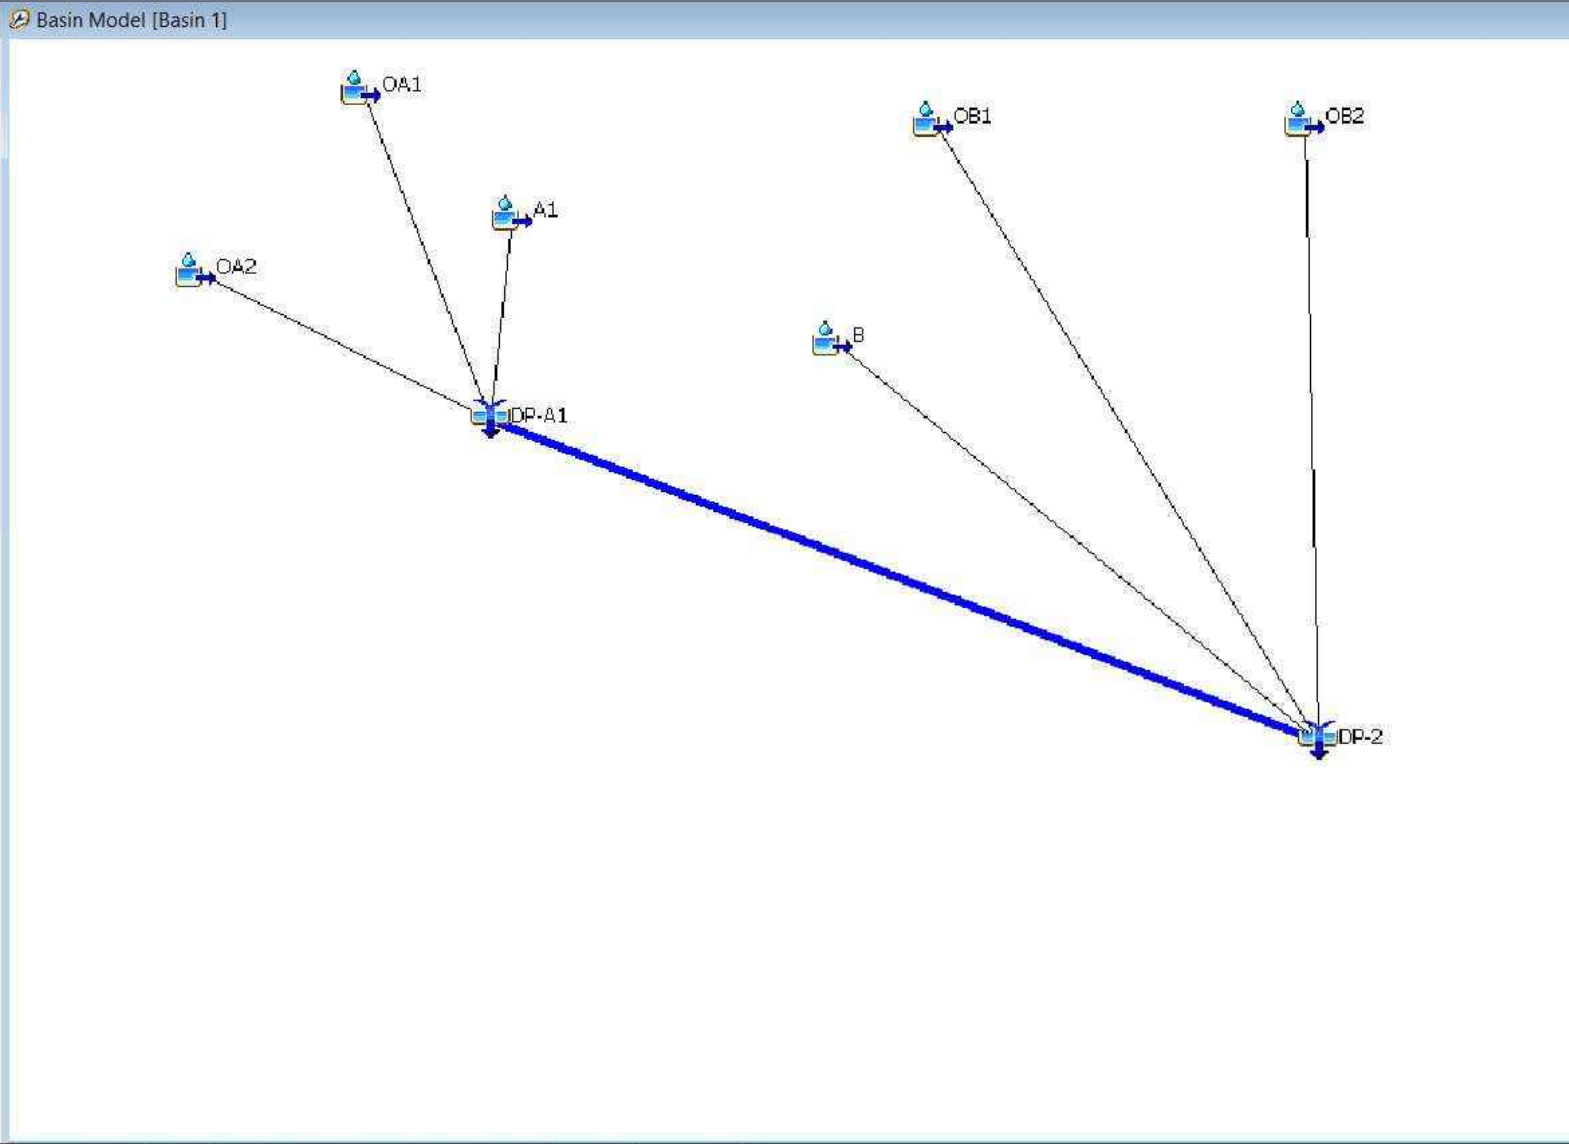 Basin Model [Basin 1]
OA1
OB1
OB2
A1
OA2
B
DP-A1
DP-2